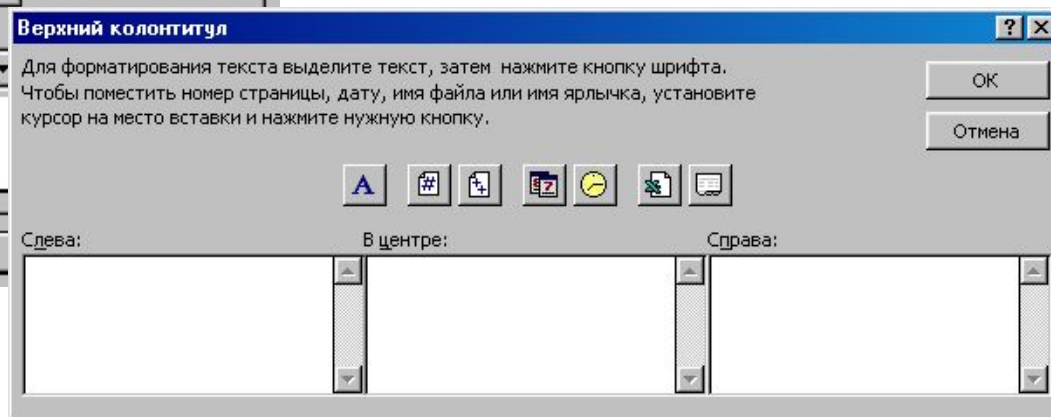 Верхний колонтитул
Для форматирования текста выделите текст, затем нажмите кнопку шрифта.
Чтобы поместить номер страницы, дату, имя файла или имя ярлычка, установите
курсор на место вставки и нажмите нужную кнопку.
ОК
Отмена
Слева:
В центре:
Справа: